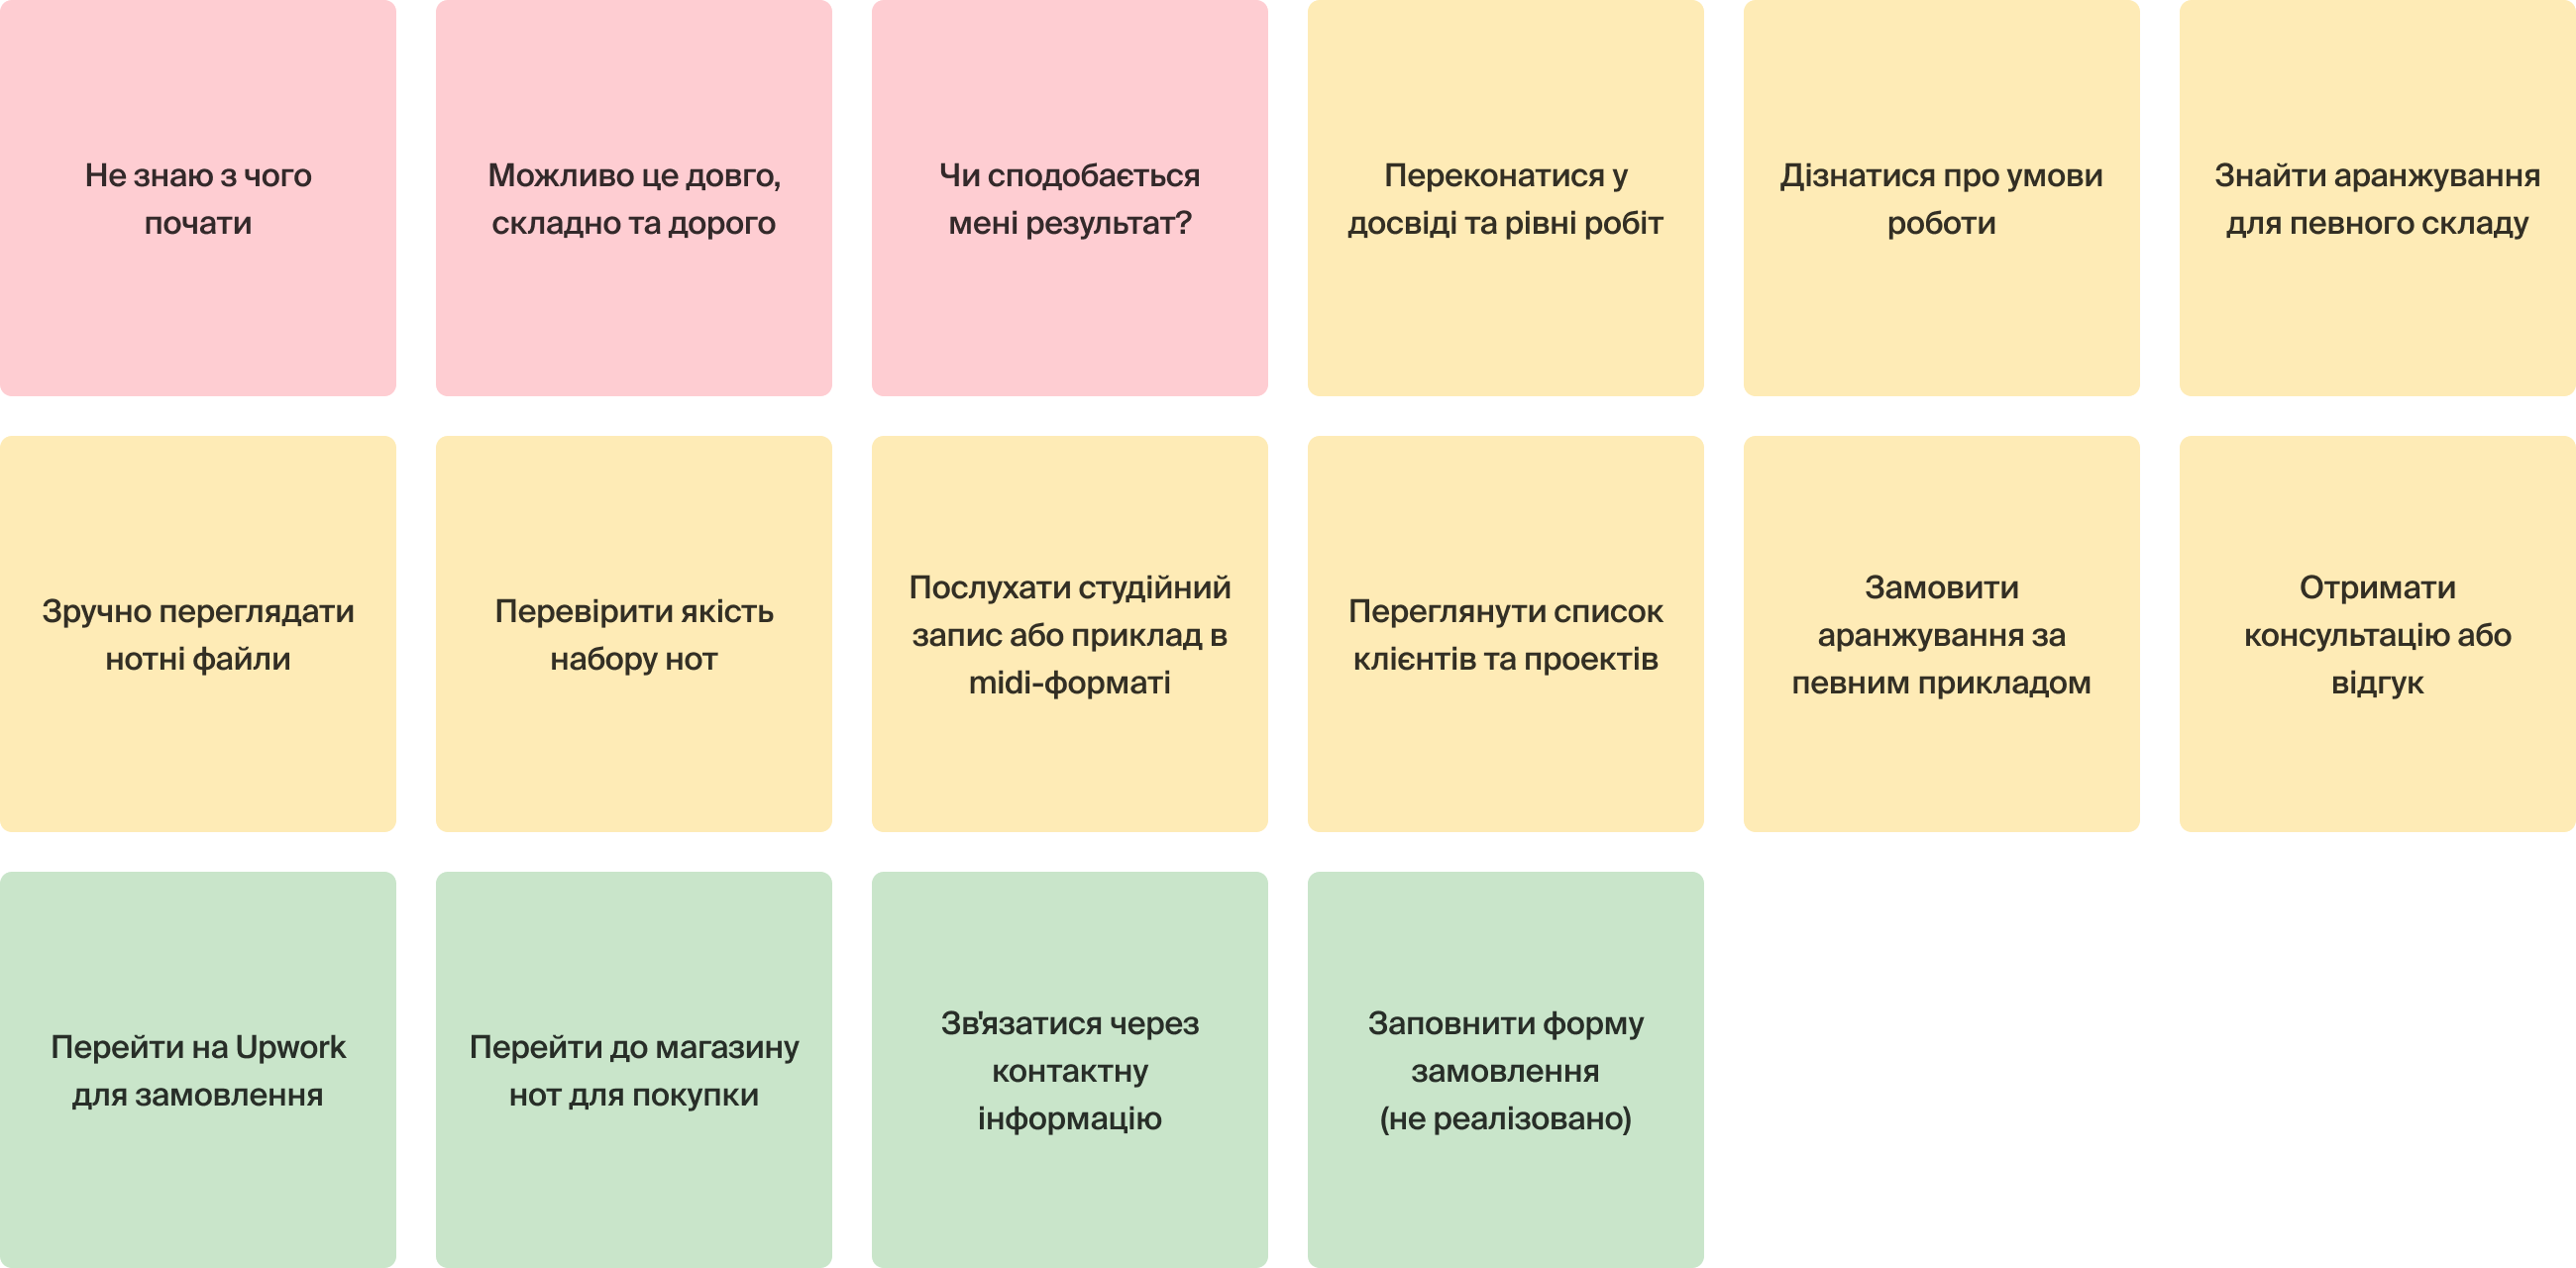 Не знаю з чого
почати
Можливо це довго,
складно та дорого
Чи сподобається
мені результат?
Переконатися у
досвіді та рівні робіт
Дізнатися про умови
роботи
Знайти аранжування
для певного складу
Зручно переглядати
нотні файли
Перевірити якість
набору нот
Послухати студійний
запис або приклад в
midi-форматі
Переглянути список
клієнтів та проектів
Замовити
аранжування за
певним прикладом
Отримати
консультацію або
відгук
Перейти на Upwork
для замовлення
Перейти до магазину
нот для покупки
Зв'язатися через
контактну
інформацію
Заповнити форму
замовлення
(не реалізовано)